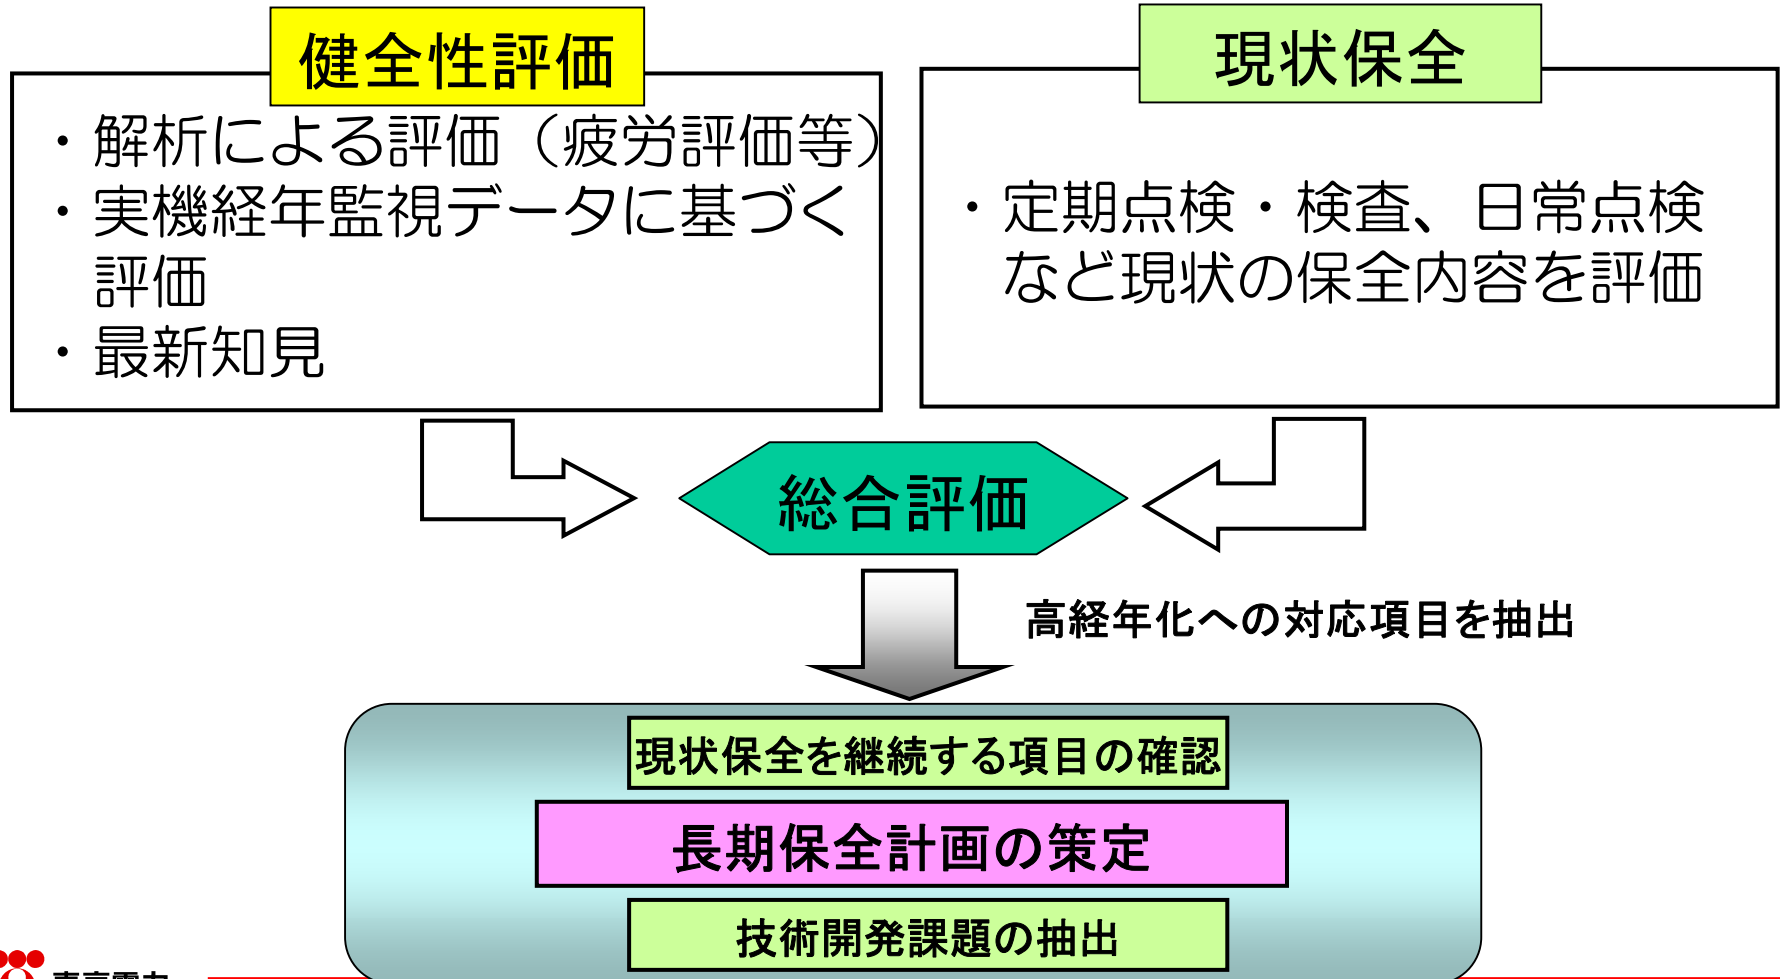 健全性評価
・解析による評価（疲労評価等）
・実機経年監視データに基づく
評価
・最新知見
現状保全
・定期点検・検査、日常点検
など現状の保全内容を評価
総合評価
高経年化への対応項目を抽出
現状保全を継続する項目の確認
長期保全計画の策定
技術開発課題の抽出
東京電力